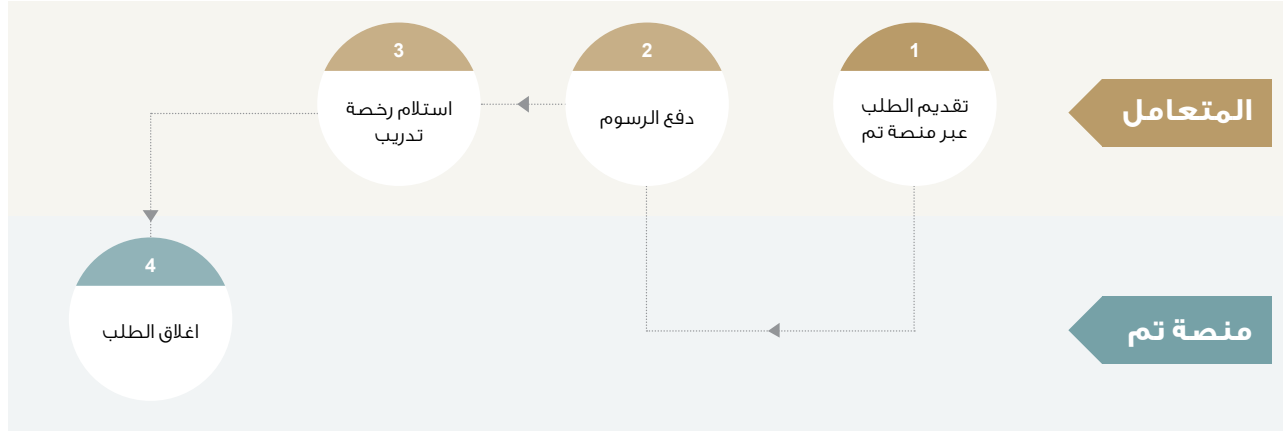 المتعامل
1
تقديم الطلب
عبر منصة تم
2
دفع الرسوم
3
استلام رخصة
تدريب
منصة تم
4
اغلاق الطلب